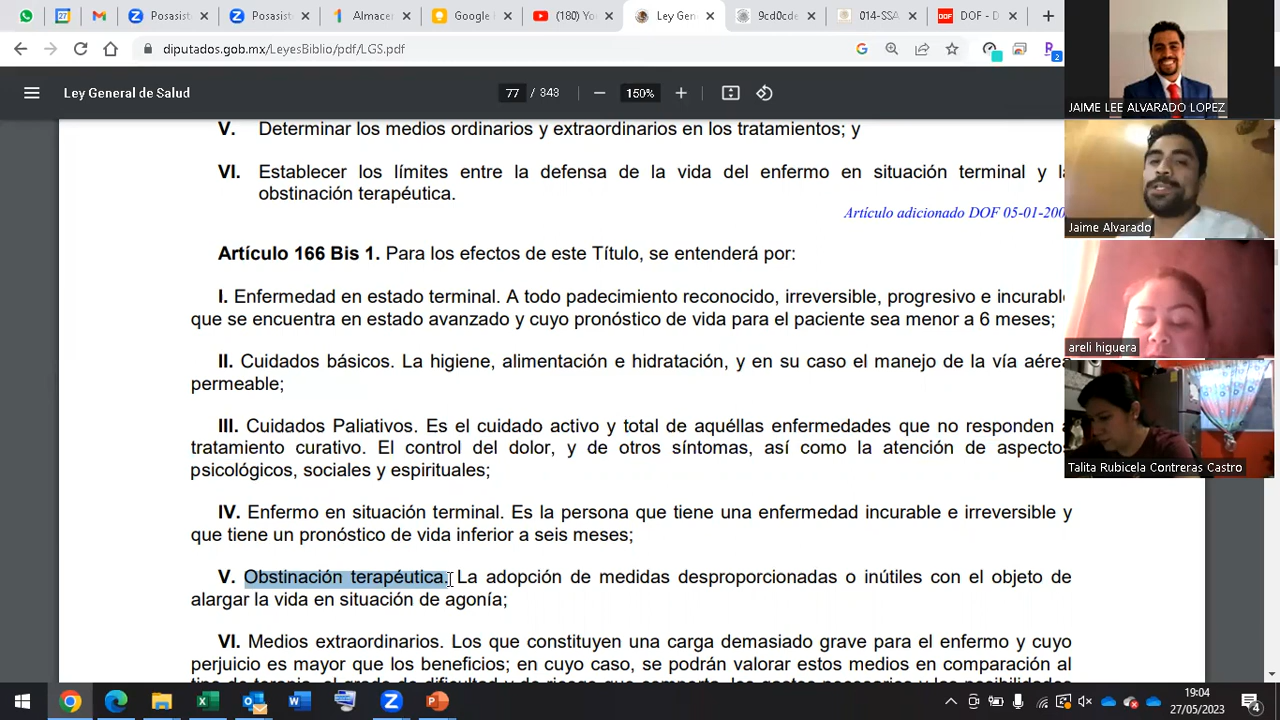 Posasist
Posasist
Almacer
Google
(180) Yo
Ley Gen
5cd0cde
014-SSA
DOF - D
diputados.gob.mx/LeyesBiblio/pdf/LGS.pdf
Ley General de Salud
77 / 343
150%
V. Determinar los medios ordinarios y extraordinarios en los tratamientos; y
VI. Establecer los límites entre la defensa de la vida del enfermo en situación terminal y
obstinación terapéutica.
Artículo adicionado DOF 05-01-200
Artículo 166 Bis 1. Para los efectos de este Título, se entenderá por:
I. Enfermedad en estado terminal. A todo padecimiento reconocido, irreversible, progresivo e incurabl
que se encuentra en estado avanzado y cuyo pronóstico de vida para el paciente sea menor a 6 meses;
II. Cuidados básicos. La higiene, alimentación e hidratación, y en su caso el manejo de la vía aérea
permeable;
III. Cuidados Paliativos. Es el cuidado activo y total de aquéllas enfermedades que no responden a
tratamiento curativo. El control del dolor, y de otros síntomas, así como la atención de aspecto
psicológicos, sociales y espirituales;
IV. Enfermo en situación terminal. Es la persona que tiene una enfermedad incurable e irreversible y
que tiene un pronóstico de vida inferior a seis meses;
V. Obstinación terapéutica. La adopción de medidas desproporcionadas o inútiles con el objeto de
alargar la vida en situación de agonía;
VI. Medios extraordinarios. Los que constituyen una carga demasiado grave para el enfermo y cuyo
perjuicio es mayor que los beneficios; en cuyo caso, se podrán valorar estos medios en comparación al
JAIME LEE ALVARADO LOPEZ
Jaime Alvarado
areli higuera
Talita Rubicela Contreras Castro
19:04
27/05/2023